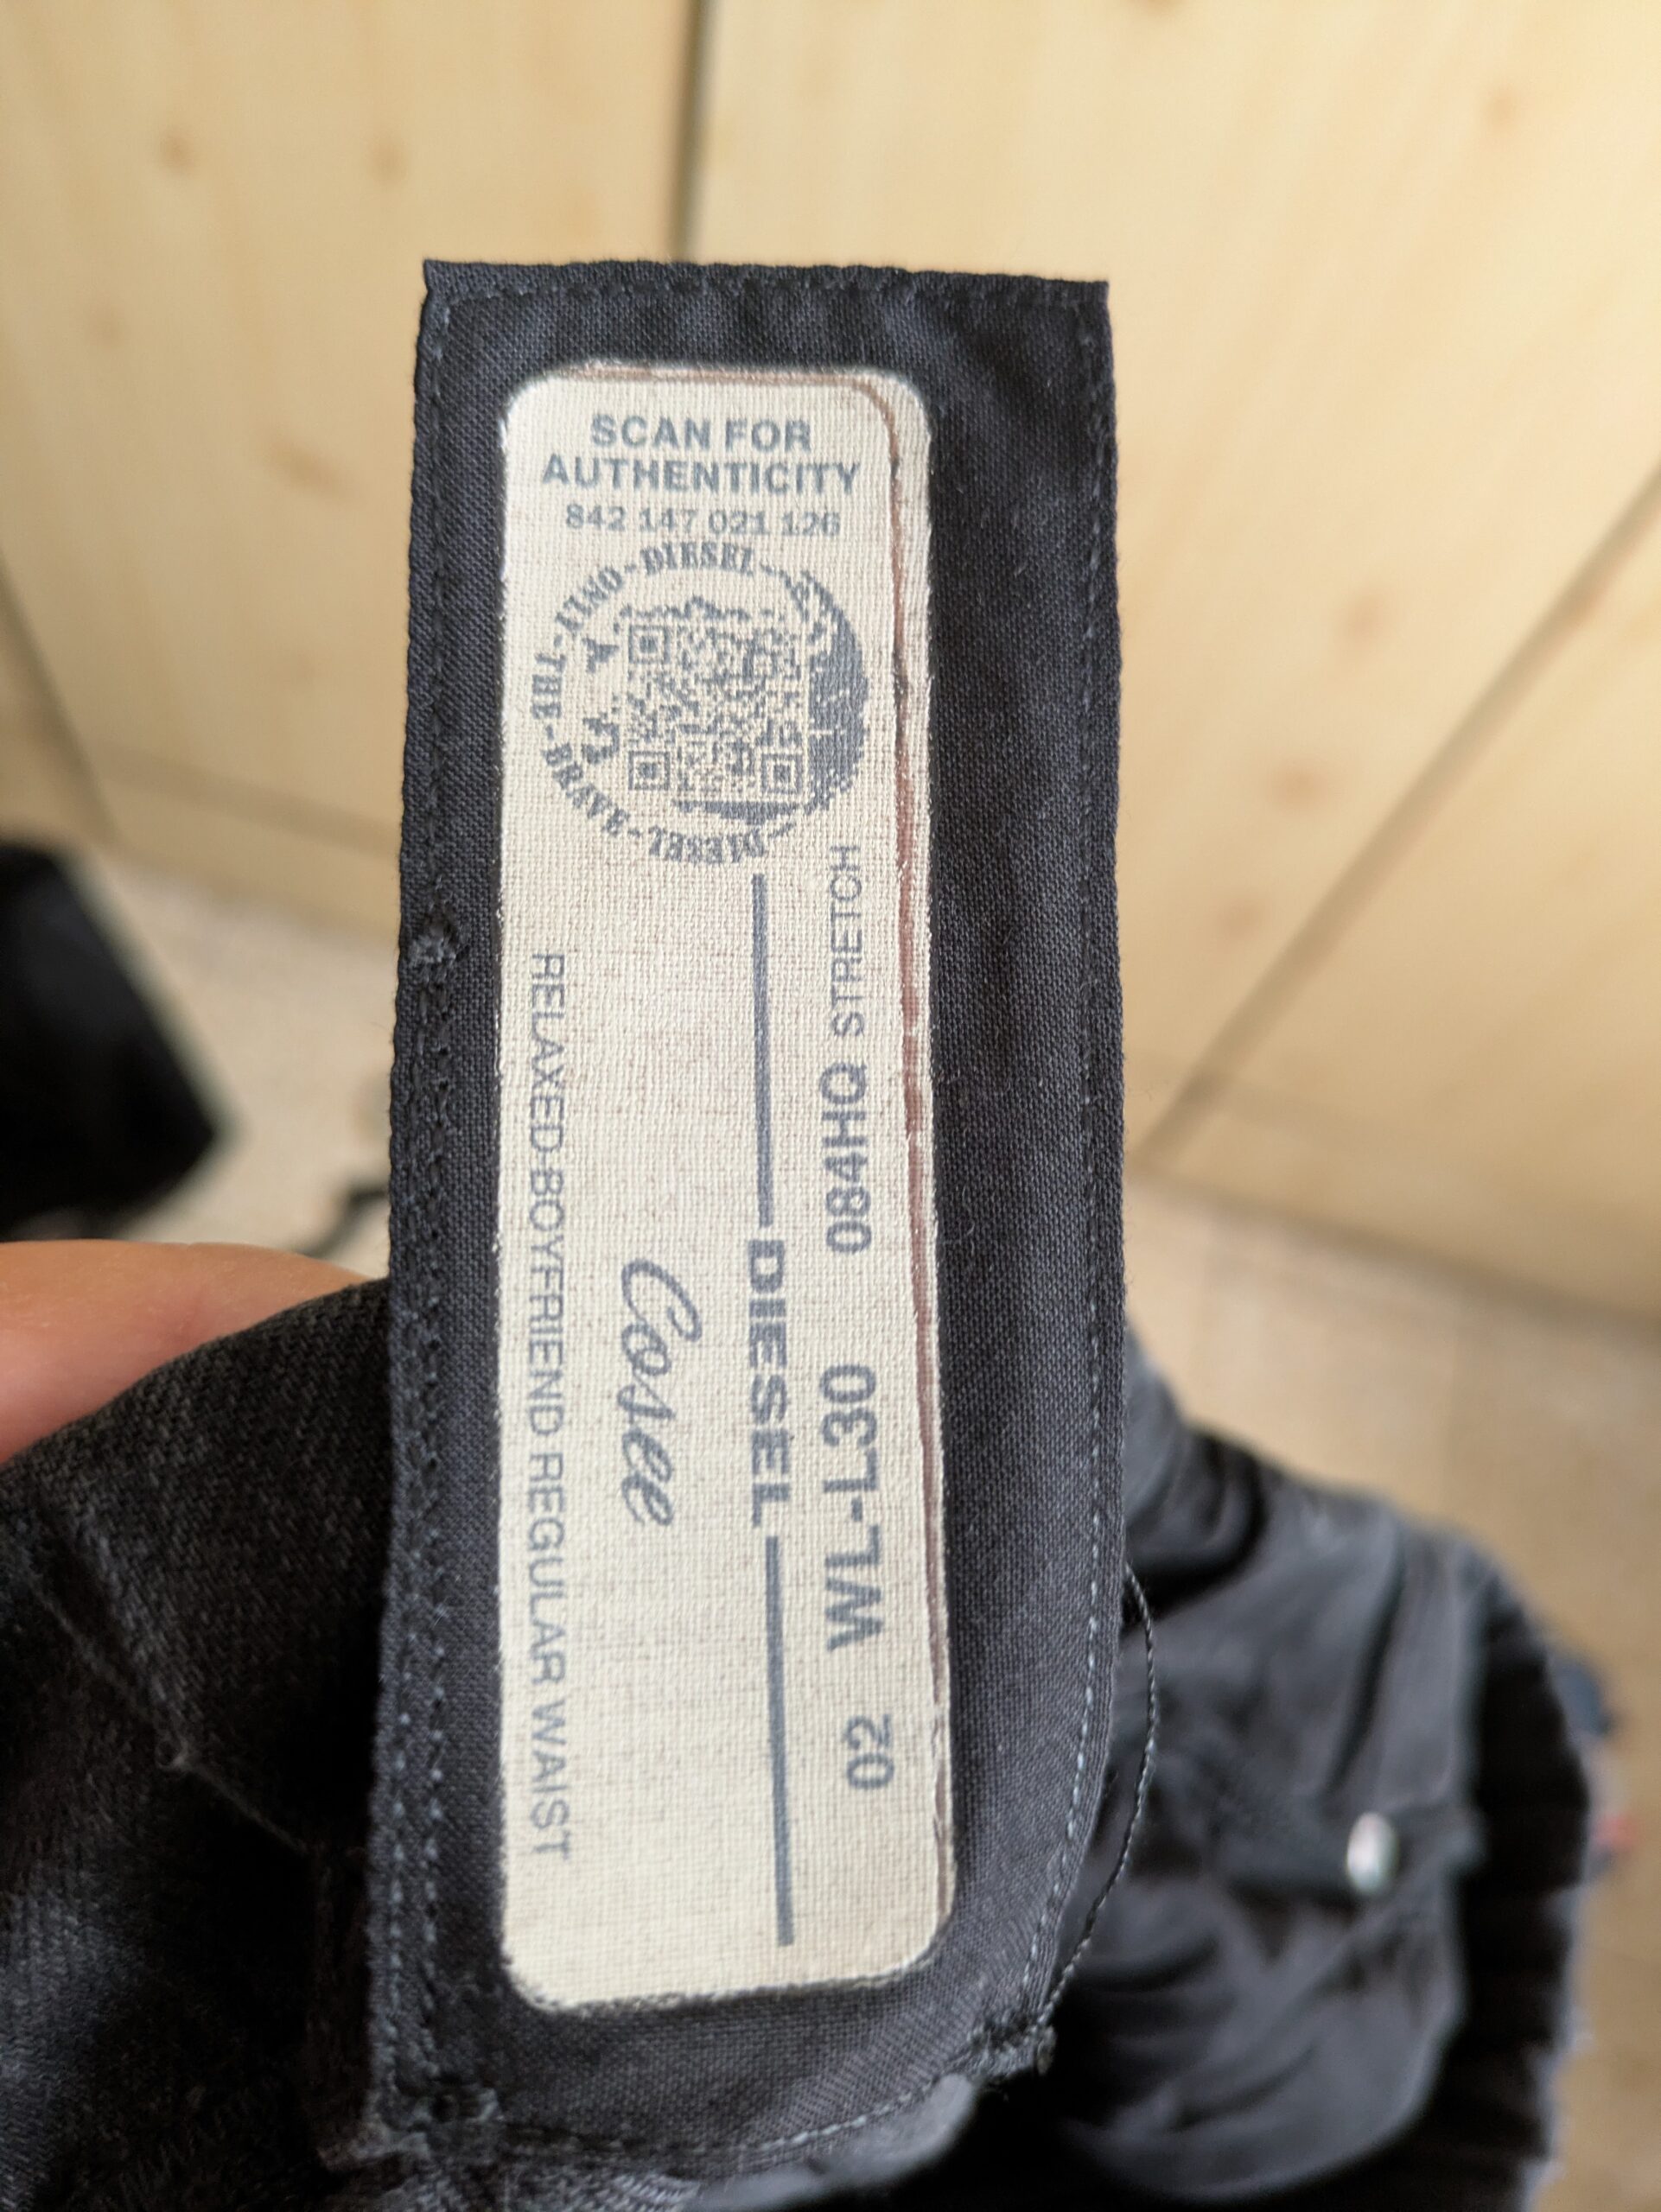 SCAN FOR
AUTHENTICITY
842 147 021 126
DIESEL - ONLY - THE - BRAVE - DIESEL
RELAXED-BOYFRIEND REGULAR WAIST
Cosee
DIESEL
02 WL-L30 084HQ STRETCH